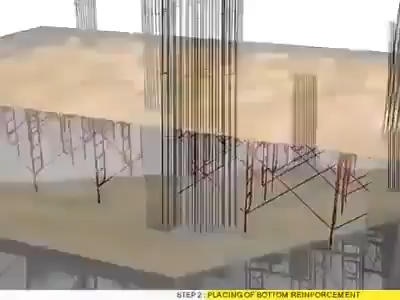 STEP 2 : PLACING OF BOTTOM REINFORCEMENT